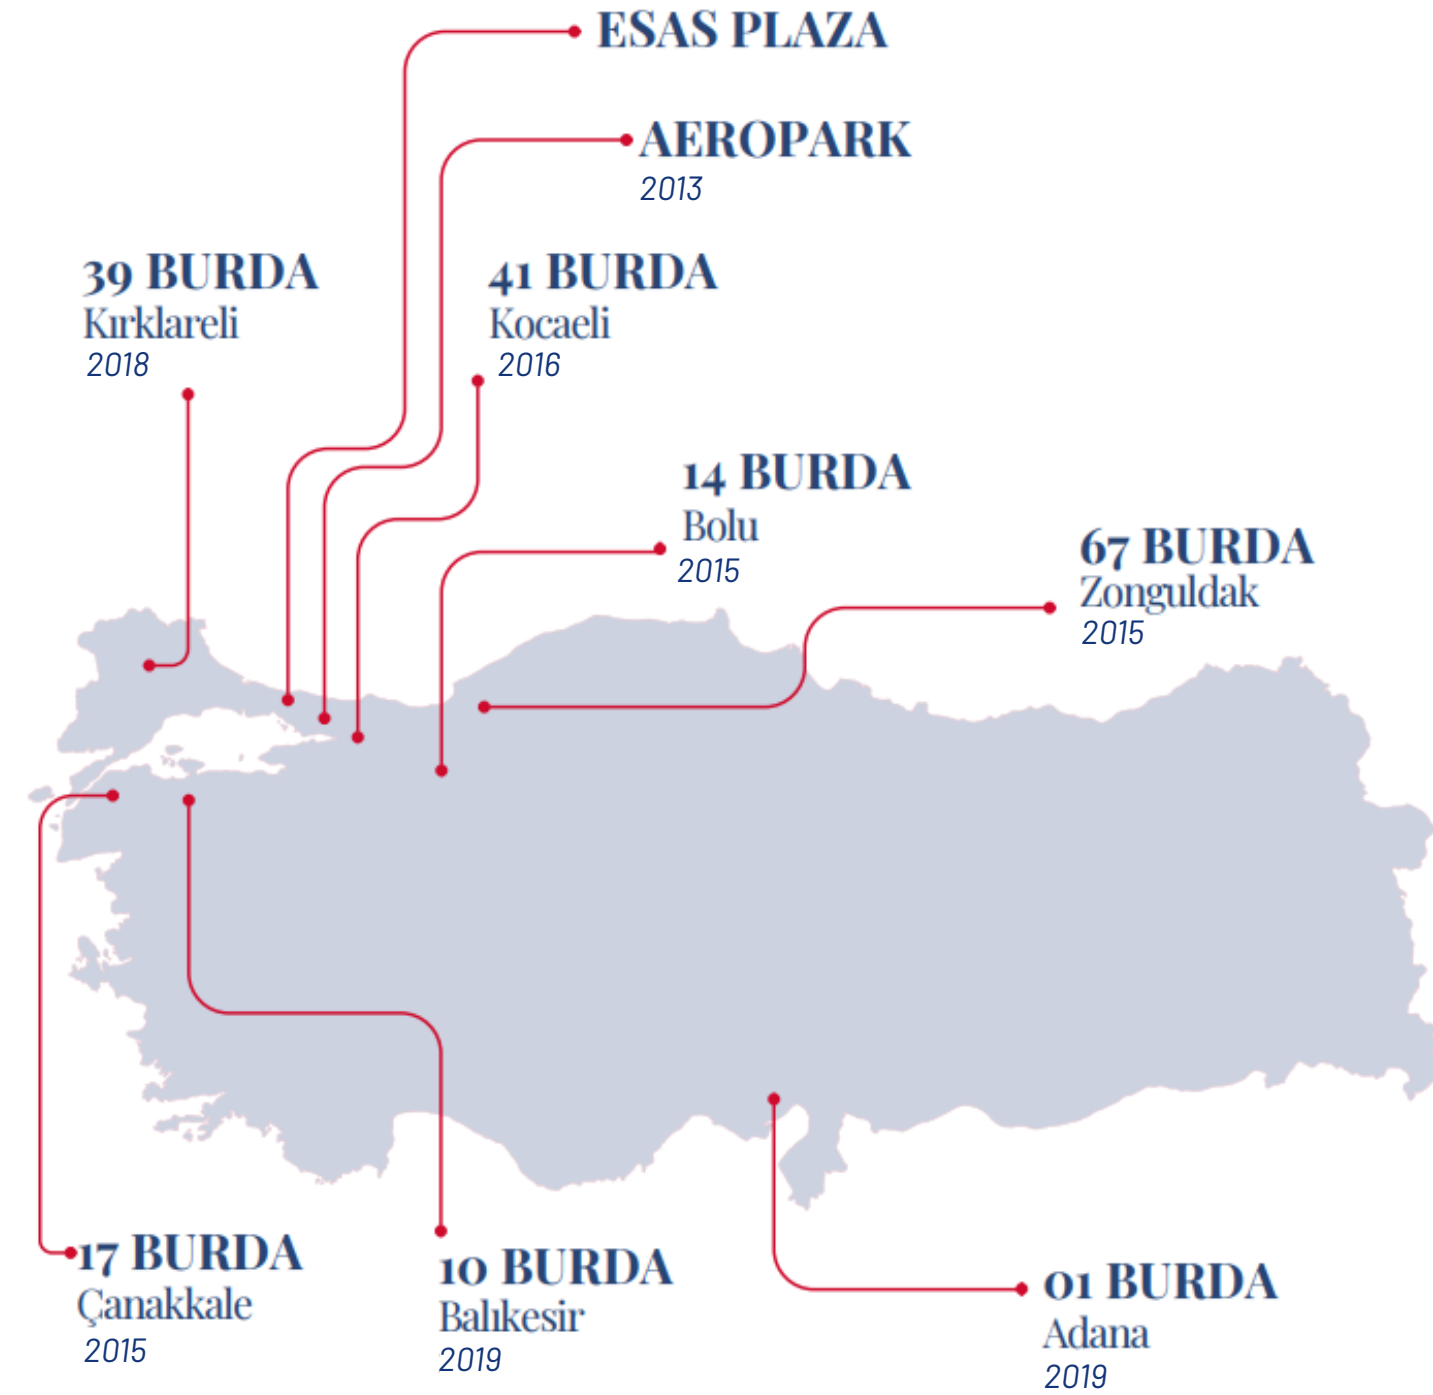 ESAS PLAZA
AEROPARK
2013
39 BURDA
Kırklareli
2018
41 BURDA
Kocaeli
2016
14 BURDA
Bolu
2015
67 BURDA
Zonguldak
2015
17 BURDA
Çanakkale
2015
10 BURDA
Balıkesir
2019
01 BURDA
Adana
2019